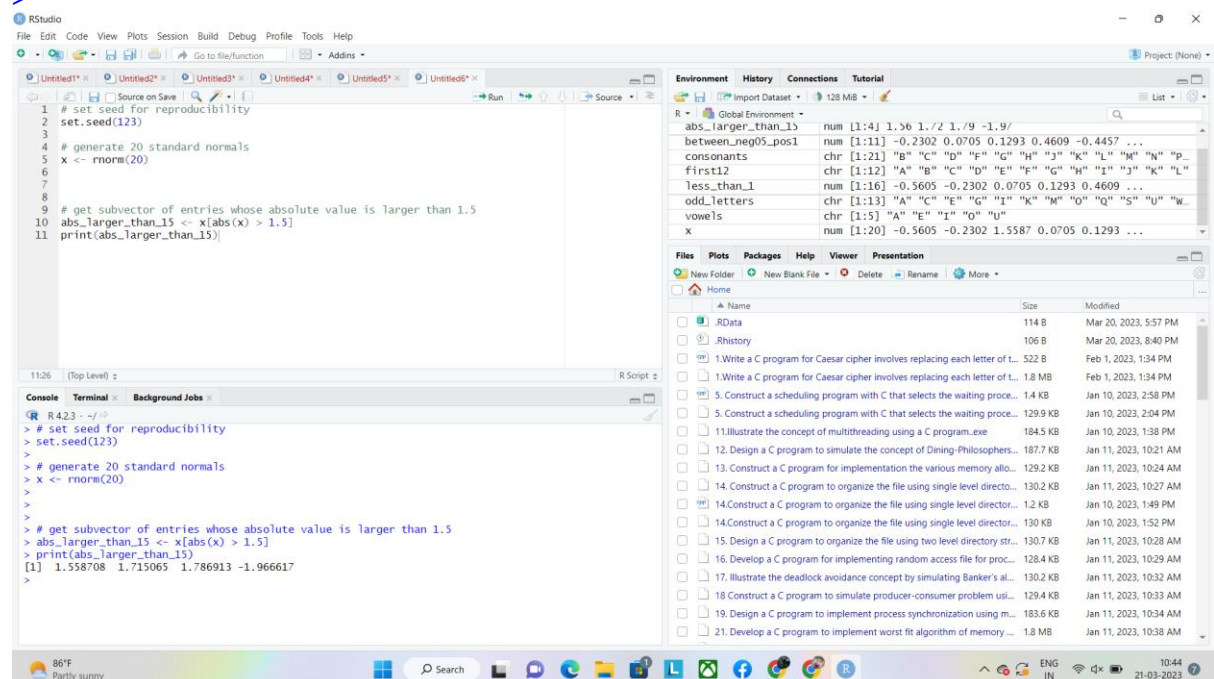 RStudio
File Edit Code View Plots Session Build Debug Profile Tools Help
Go to file/function Addins Project: (None)
Untitled1* Untitled2* Untitled3* Untitled4* Untitled5* Untitled6*
Source on Save Run Source
1 # set seed for reproducibility
2 set.seed(123)
3
4 # generate 20 standard normals
5 x <- rnorm(20)
6
7
8
9 # get subvector of entries whose absolute value is larger than 1.5
10 abs_larger_than_15 <- x[abs(x) > 1.5]
11 print(abs_larger_than_15)
11:26 (Top Level) R Script
Console Terminal Background Jobs
R 4.2.3 · ~/
> # set seed for reproducibility
> set.seed(123)
>
> # generate 20 standard normals
> x <- rnorm(20)
>
>
>
> # get subvector of entries whose absolute value is larger than 1.5
> abs_larger_than_15 <- x[abs(x) > 1.5]
> print(abs_larger_than_15)
[1] 1.558708 1.715065 1.786913 -1.966617
>
Environment History Connections Tutorial
Import Dataset 128 MiB List
R Global Environment
abs_larger_than_15 num [1:4] 1.56 1.72 1.79 -1.97
between_neg05_pos1 num [1:11] -0.2302 0.0705 0.1293 0.4609 -0.4457 ...
consonants chr [1:21] "B" "C" "D" "F" "G" "H" "J" "K" "L" "M" "N" "P…
first12 chr [1:12] "A" "B" "C" "D" "E" "F" "G" "H" "I" "J" "K" "L"
less_than_1 num [1:16] -0.5605 -0.2302 0.0705 0.1293 0.4609 ...
odd_letters chr [1:13] "A" "C" "E" "G" "I" "K" "M" "O" "Q" "S" "U" "W…
vowels chr [1:5] "A" "E" "I" "O" "U"
x num [1:20] -0.5605 -0.2302 1.5587 0.0705 0.1293 ...
Files Plots Packages Help Viewer Presentation
New Folder New Blank File Delete Rename More
Home
Name Size Modified
.RData 114 B Mar 20, 2023, 5:57 PM
.Rhistory 106 B Mar 20, 2023, 8:40 PM
1.Write a C program for Caesar cipher involves replacing each letter of t... 522 B Feb 1, 2023, 1:34 PM
1.Write a C program for Caesar cipher involves replacing each letter of t... 1.8 MB Feb 1, 2023, 1:34 PM
5. Construct a scheduling program with C that selects the waiting proce... 1.4 KB Jan 10, 2023, 2:58 PM
5. Construct a scheduling program with C that selects the waiting proce... 129.9 KB Jan 10, 2023, 2:04 PM
11.Illustrate the concept of multithreading using a C program..exe 184.5 KB Jan 10, 2023, 1:38 PM
12. Design a C program to simulate the concept of Dining-Philosophers... 187.7 KB Jan 11, 2023, 10:21 AM
13. Construct a C program for implementation the various memory allo... 129.2 KB Jan 11, 2023, 10:24 AM
14. Construct a C program to organize the file using single level directo... 130.2 KB Jan 11, 2023, 10:27 AM
14.Construct a C program to organize the file using single level director... 1.2 KB Jan 10, 2023, 1:49 PM
14.Construct a C program to organize the file using single level director... 130 KB Jan 10, 2023, 1:52 PM
15. Design a C program to organize the file using two level directory str... 130.7 KB Jan 11, 2023, 10:28 AM
16. Develop a C program for implementing random access file for proc... 128.4 KB Jan 11, 2023, 10:29 AM
17. Illustrate the deadlock avoidance concept by simulating Banker's al... 130.2 KB Jan 11, 2023, 10:32 AM
18 Construct a C program to simulate producer-consumer problem usi... 129.4 KB Jan 11, 2023, 10:33 AM
19. Design a C program to implement process synchronization using m... 183.6 KB Jan 11, 2023, 10:34 AM
21. Develop a C program to implement worst fit algorithm of memory ... 1.8 MB Jan 11, 2023, 10:38 AM
86°F
Partly sunny
Search
ENG
IN
10:44
21-03-2023